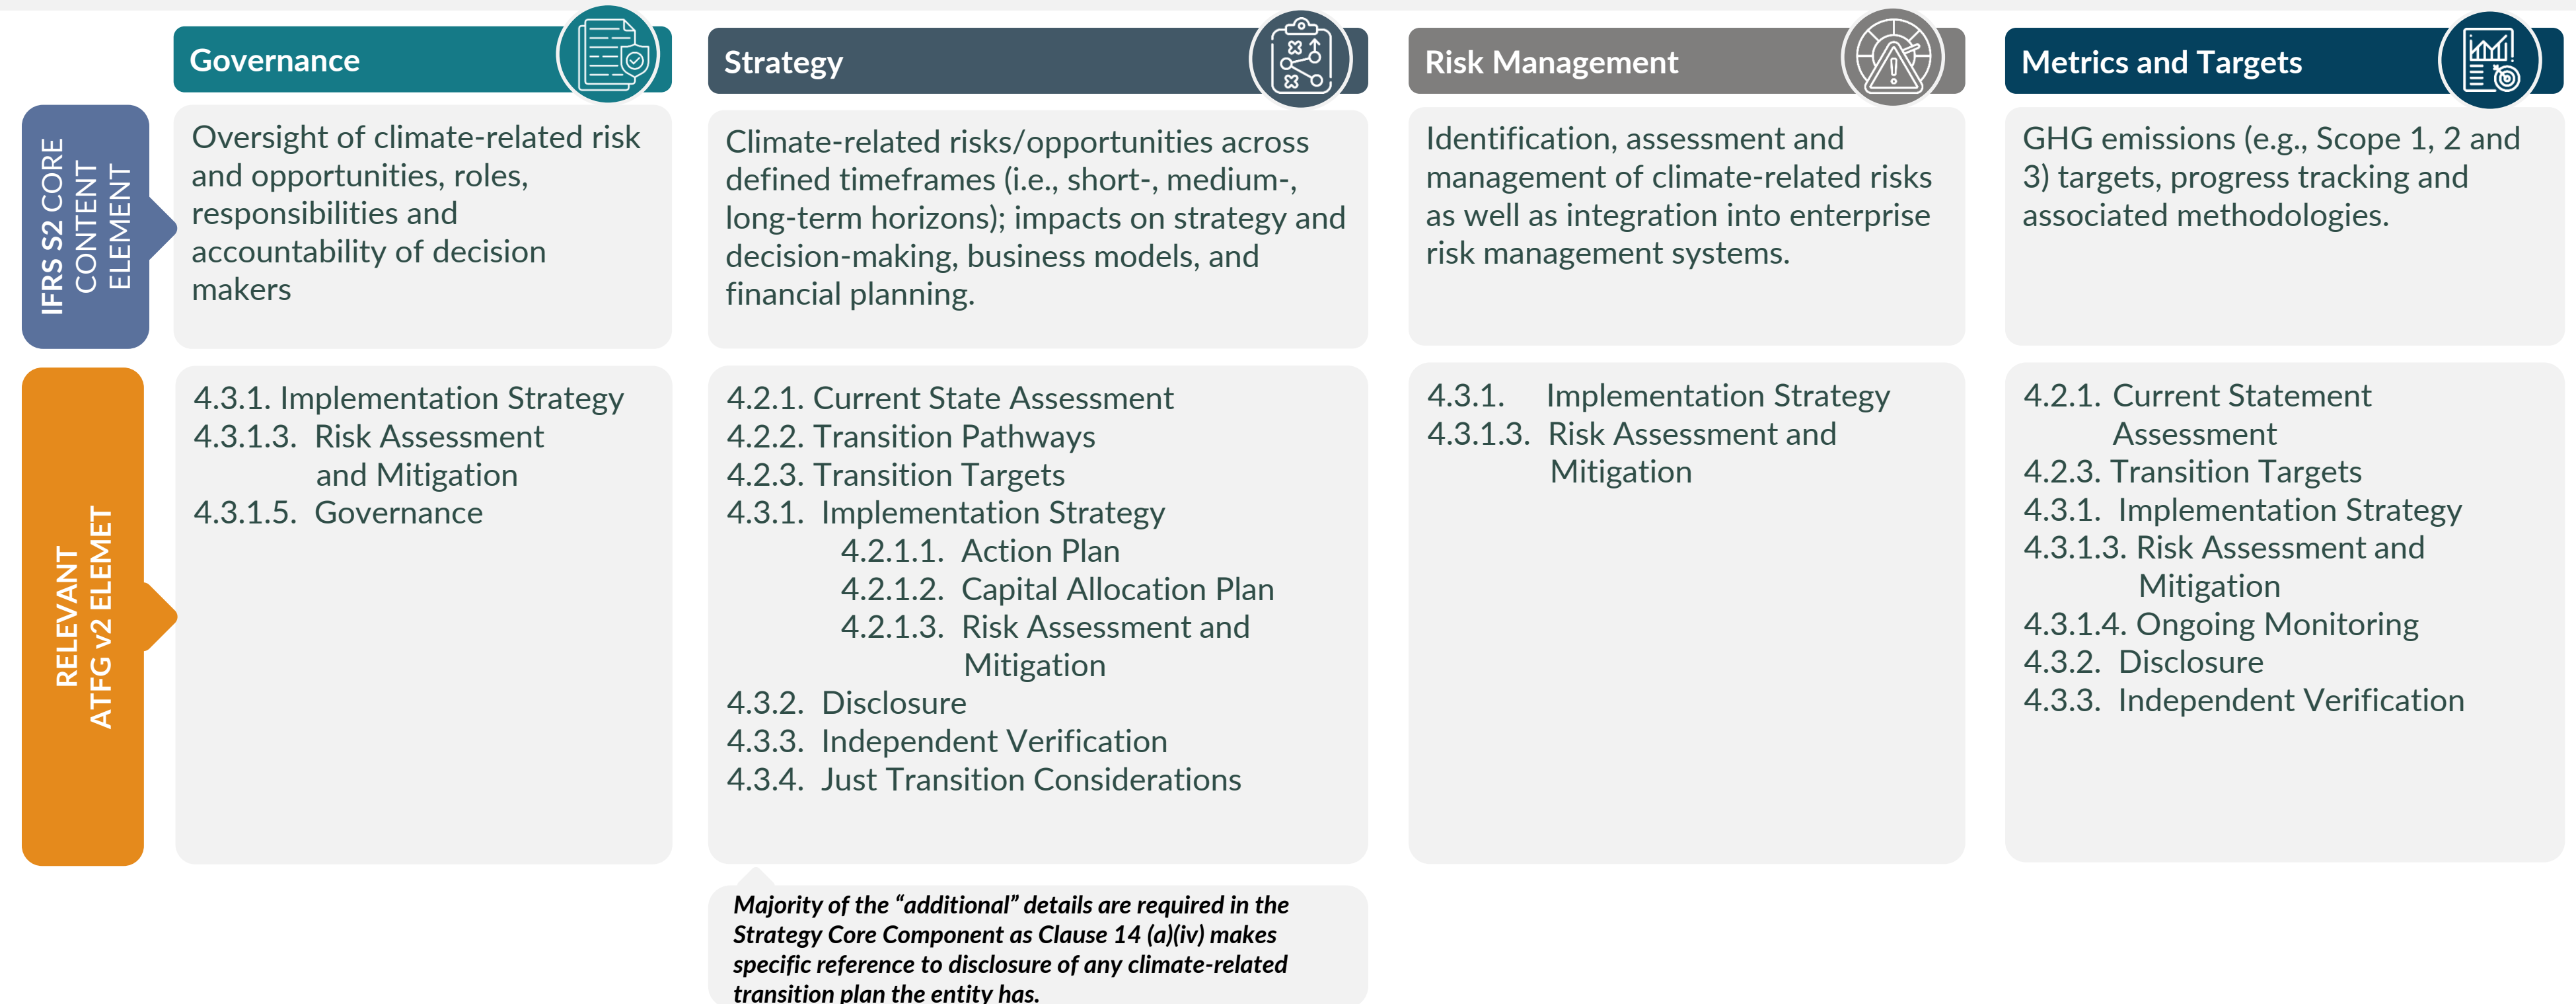 Governance
Strategy
Risk Management
Metrics and Targets
IFRS S2 CORE
CONTENT
ELEMENT
Oversight of climate-related risk
and opportunities, roles,
responsibilities and
accountability of decision
makers
Climate-related risks/opportunities across
defined timeframes (i.e., short-, medium-,
long-term horizons); impacts on strategy and
decision-making, business models, and
financial planning.
Identification, assessment and
management of climate-related risks
as well as integration into enterprise
risk management systems.
GHG emissions (e.g., Scope 1, 2 and
3) targets, progress tracking and
associated methodologies.
RELEVANT
ATFG v2 ELEMET
4.3.1. Implementation Strategy
4.3.1.3. Risk Assessment
and Mitigation
4.3.1.5. Governance
4.2.1. Current State Assessment
4.2.2. Transition Pathways
4.2.3. Transition Targets
4.3.1. Implementation Strategy
4.2.1.1. Action Plan
4.2.1.2. Capital Allocation Plan
4.2.1.3. Risk Assessment and
Mitigation
4.3.2. Disclosure
4.3.3. Independent Verification
4.3.4. Just Transition Considerations
4.3.1. Implementation Strategy
4.3.1.3. Risk Assessment and
Mitigation
4.2.1. Current Statement
Assessment
4.2.3. Transition Targets
4.3.1. Implementation Strategy
4.3.1.3. Risk Assessment and
Mitigation
4.3.1.4. Ongoing Monitoring
4.3.2. Disclosure
4.3.3. Independent Verification
Majority of the “additional” details are required in the
Strategy Core Component as Clause 14 (a)(iv) makes
specific reference to disclosure of any climate-related
transition plan the entity has.